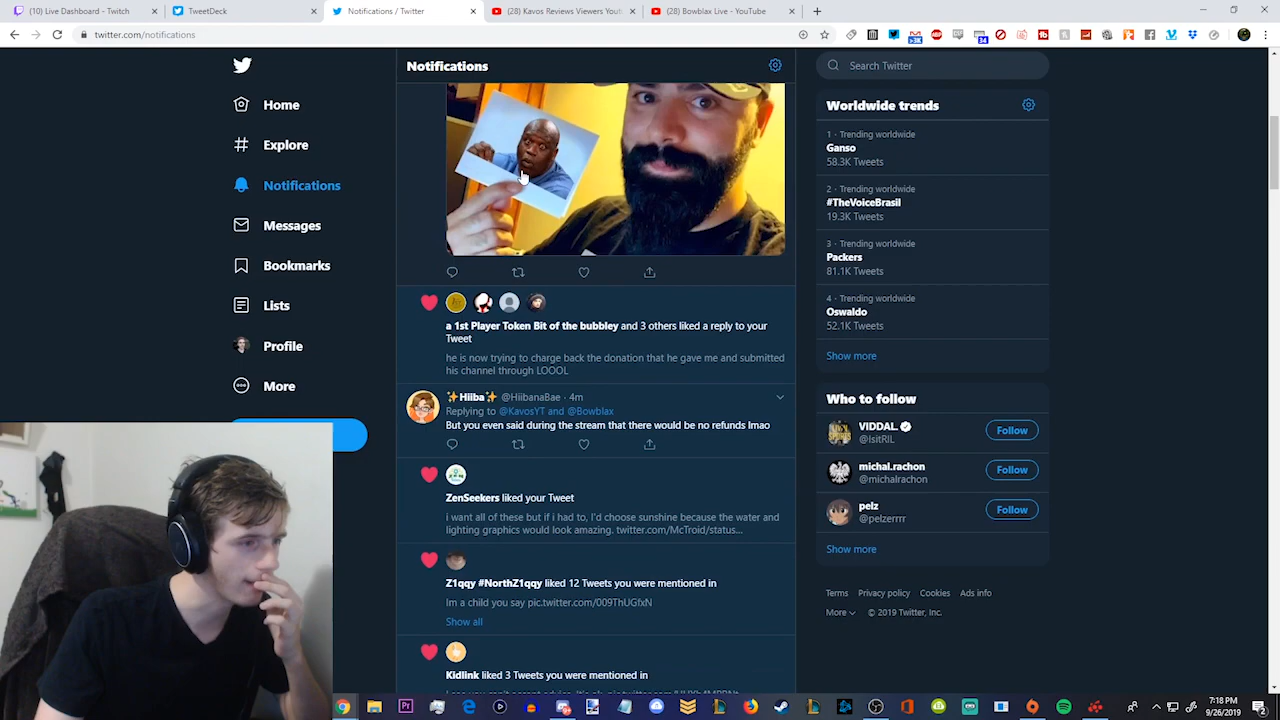 (10) Live Dashboard - Twitch
TweetDeck
Notifications / Twitter
(28) Kavos Reviews Viewers Yout
(28) Bowblax Live - YouTube
twitter.com/notifications
Home
Explore
Notifications
Messages
Bookmarks
Lists
Profile
More
Notifications
a 1st Player Token Bit of the bubbley and 3 others liked a reply to your
Tweet
he is now trying to charge back the donation that he gave me and submitted
his channel through LOOOL
✨Hiiba✨ @HiibanaBae · 4m
Replying to @KavosYT and @Bowblax
But you even said during the stream that there would be no refunds lmao
ZenSeekers liked your Tweet
i want all of these but if i had to, I'd choose sunshine because the water and
lighting graphics would look amazing. twitter.com/McTroid/status...
Z1qqy #NorthZ1qqy liked 12 Tweets you were mentioned in
Im a child you say pic.twitter.com/009ThUGfxN
Show all
Kidlink liked 3 Tweets you were mentioned in
Search Twitter
Worldwide trends
1 · Trending worldwide
Ganso
58.3K Tweets
2 · Trending worldwide
#TheVoiceBrasil
19.3K Tweets
3 · Trending worldwide
Packers
81.1K Tweets
4 · Trending worldwide
Oswaldo
52.1K Tweets
Show more
Who to follow
VIDDAL.
@IsitRIL
Follow
michal.rachon
@michalrachon
Follow
pelz
@pelzerrrr
Follow
Show more
Terms Privacy policy Cookies Ads info
More © 2019 Twitter, Inc.
7:18 PM
9/26/2019